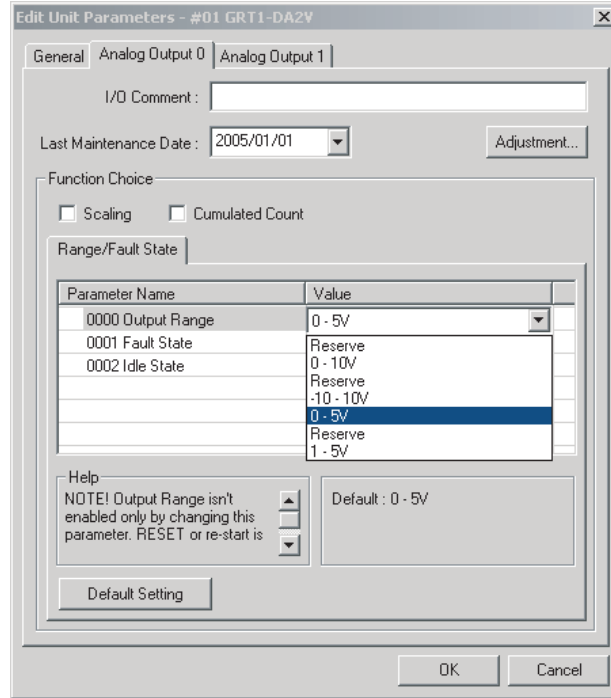 Edit Unit Parameters - #01 GRT1-DA2V
General Analog Output 0 Analog Output 1
I/O Comment :
Last Maintenance Date : 2005/01/01 Adjustment...
Function Choice
Scaling Cumulated Count
Range/Fault State
Parameter Name Value
0000 Output Range 0 - 5V
0001 Fault State
0002 Idle State
Reserve
0 - 10V
Reserve
-10 - 10V
0 - 5V
Reserve
1 - 5V
Help
NOTE! Output Range isn't
enabled only by changing this
parameter. RESET or re-start is
Default : 0 - 5V
Default Setting
OK Cancel